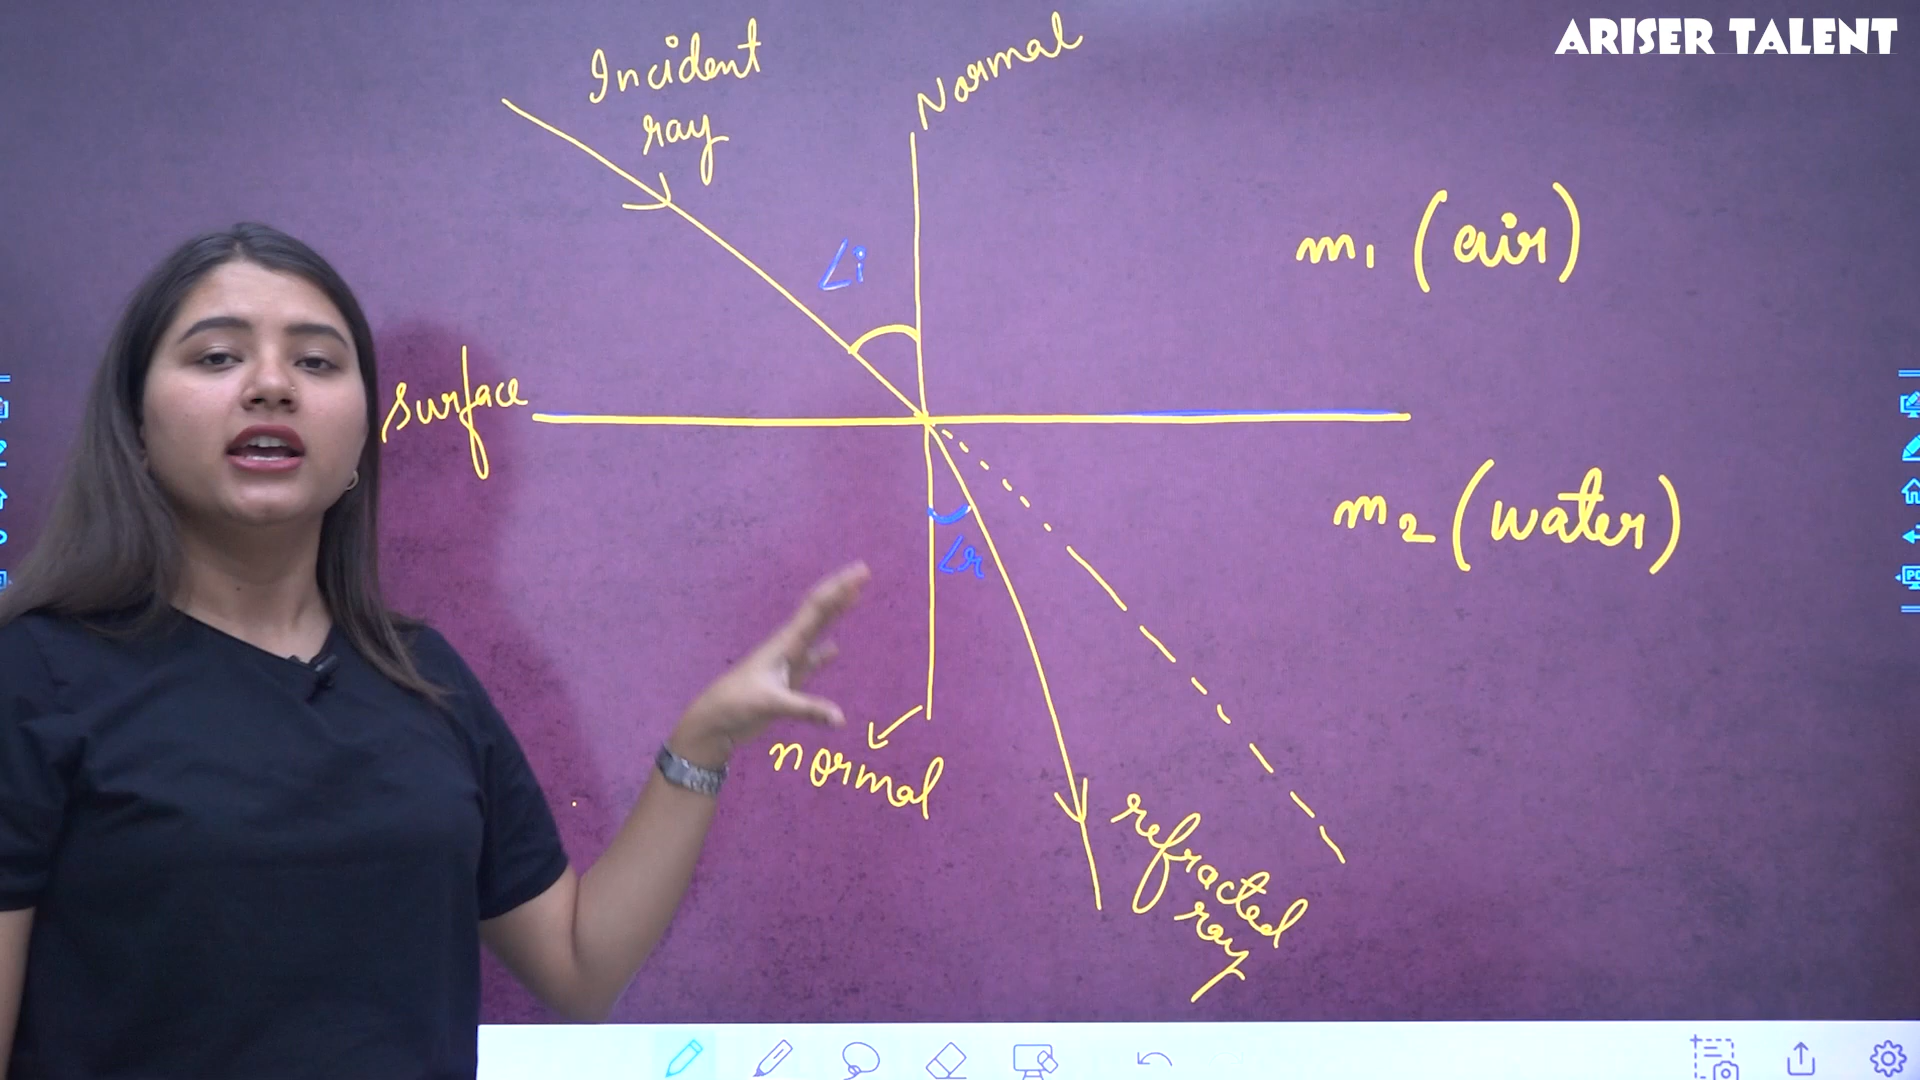 ARISER TALENT
Incident
ray
Normal
∠i
m₁ (air)
surface
m₂ (water)
∠r
normal
refracted
ray